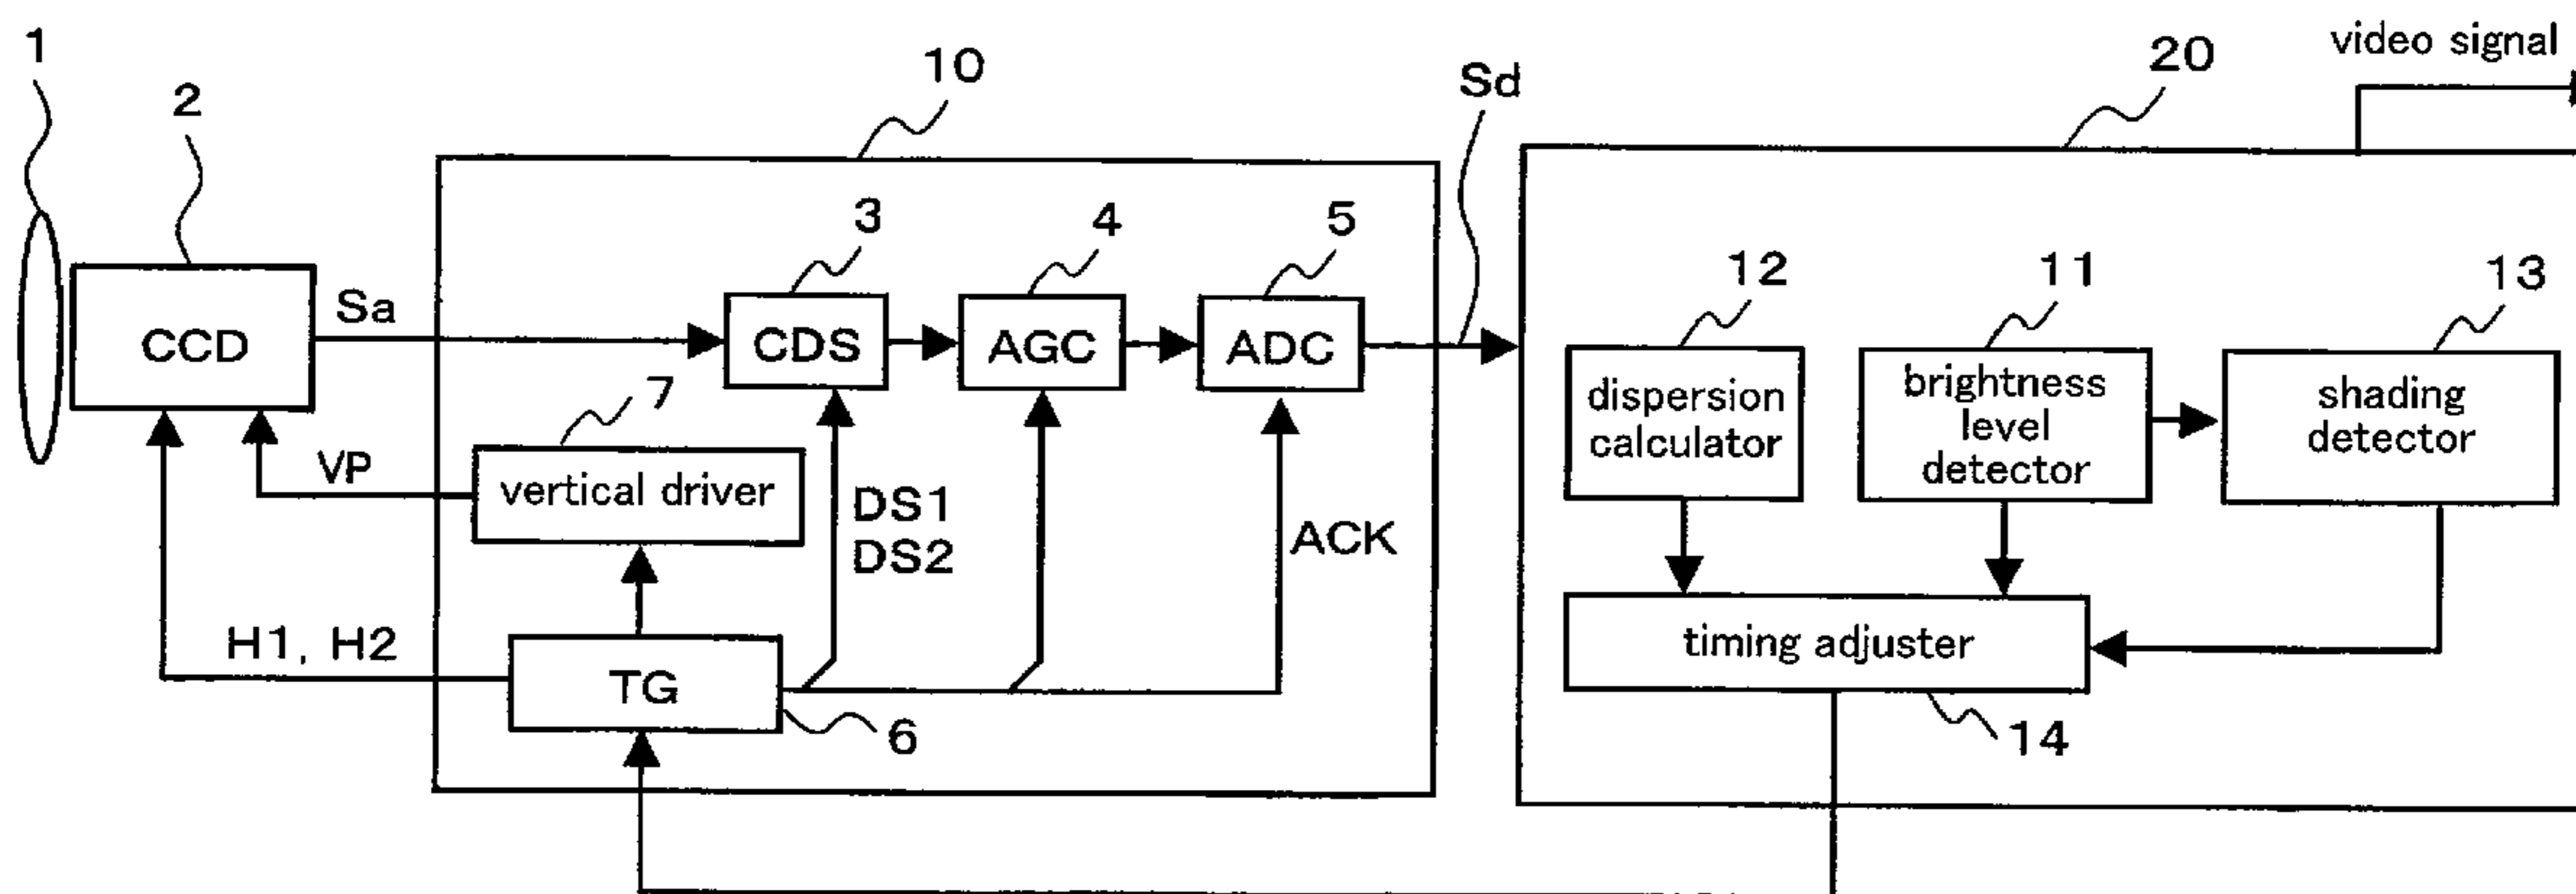 1
2
10
Sd
20
video signal
3
4
5
12
11
13
CCD
Sa
CDS
AGC
ADC
7
dispersion
calculator
brightness
level
detector
shading
detector
VP
vertical driver
DS1
DS2
ACK
H1, H2
TG
6
timing adjuster
14